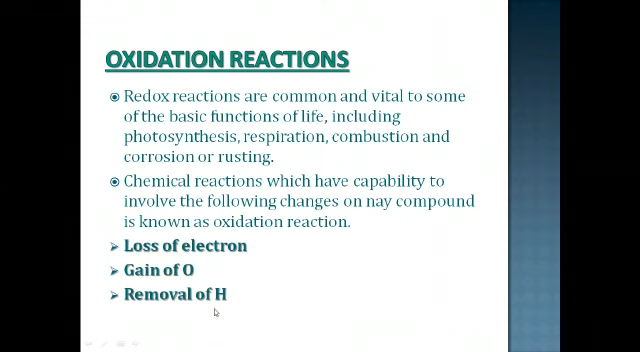 OXIDATION REACTIONS
Redox reactions are common and vital to some
of the basic functions of life, including
photosynthesis, respiration, combustion and
corrosion or rusting.
Chemical reactions which have capability to
involve the following changes on nay compound
is known as oxidation reaction.
Loss of electron
Gain of O
Removal of H